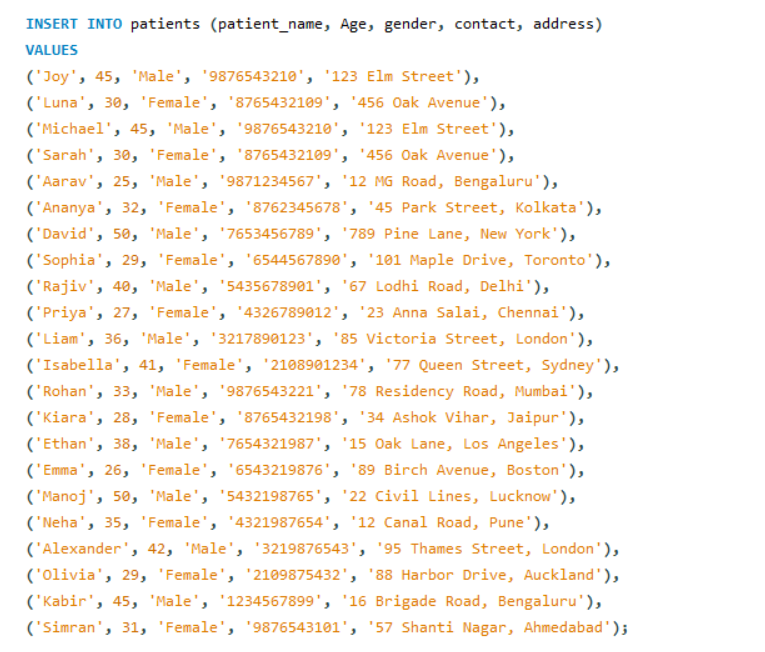 INSERT INTO patients (patient_name, Age, gender, contact, address)
VALUES
('Joy', 45, 'Male', '9876543210', '123 Elm Street'),
('Luna', 30, 'Female', '8765432109', '456 Oak Avenue'),
('Michael', 45, 'Male', '9876543210', '123 Elm Street'),
('Sarah', 30, 'Female', '8765432109', '456 Oak Avenue'),
('Aarav', 25, 'Male', '9871234567', '12 MG Road, Bengaluru'),
('Ananya', 32, 'Female', '8762345678', '45 Park Street, Kolkata'),
('David', 50, 'Male', '7653456789', '789 Pine Lane, New York'),
('Sophia', 29, 'Female', '6544567890', '101 Maple Drive, Toronto'),
('Rajiv', 40, 'Male', '5435678901', '67 Lodhi Road, Delhi'),
('Priya', 27, 'Female', '4326789012', '23 Anna Salai, Chennai'),
('Liam', 36, 'Male', '3217890123', '85 Victoria Street, London'),
('Isabella', 41, 'Female', '2108901234', '77 Queen Street, Sydney'),
('Rohan', 33, 'Male', '9876543221', '78 Residency Road, Mumbai'),
('Kiara', 28, 'Female', '8765432198', '34 Ashok Vihar, Jaipur'),
('Ethan', 38, 'Male', '7654321987', '15 Oak Lane, Los Angeles'),
('Emma', 26, 'Female', '6543219876', '89 Birch Avenue, Boston'),
('Manoj', 50, 'Male', '5432198765', '22 Civil Lines, Lucknow'),
('Neha', 35, 'Female', '4321987654', '12 Canal Road, Pune'),
('Alexander', 42, 'Male', '3219876543', '95 Thames Street, London'),
('Olivia', 29, 'Female', '2109875432', '88 Harbor Drive, Auckland'),
('Kabir', 45, 'Male', '1234567899', '16 Brigade Road, Bengaluru'),
('Simran', 31, 'Female', '9876543101', '57 Shanti Nagar, Ahmedabad');